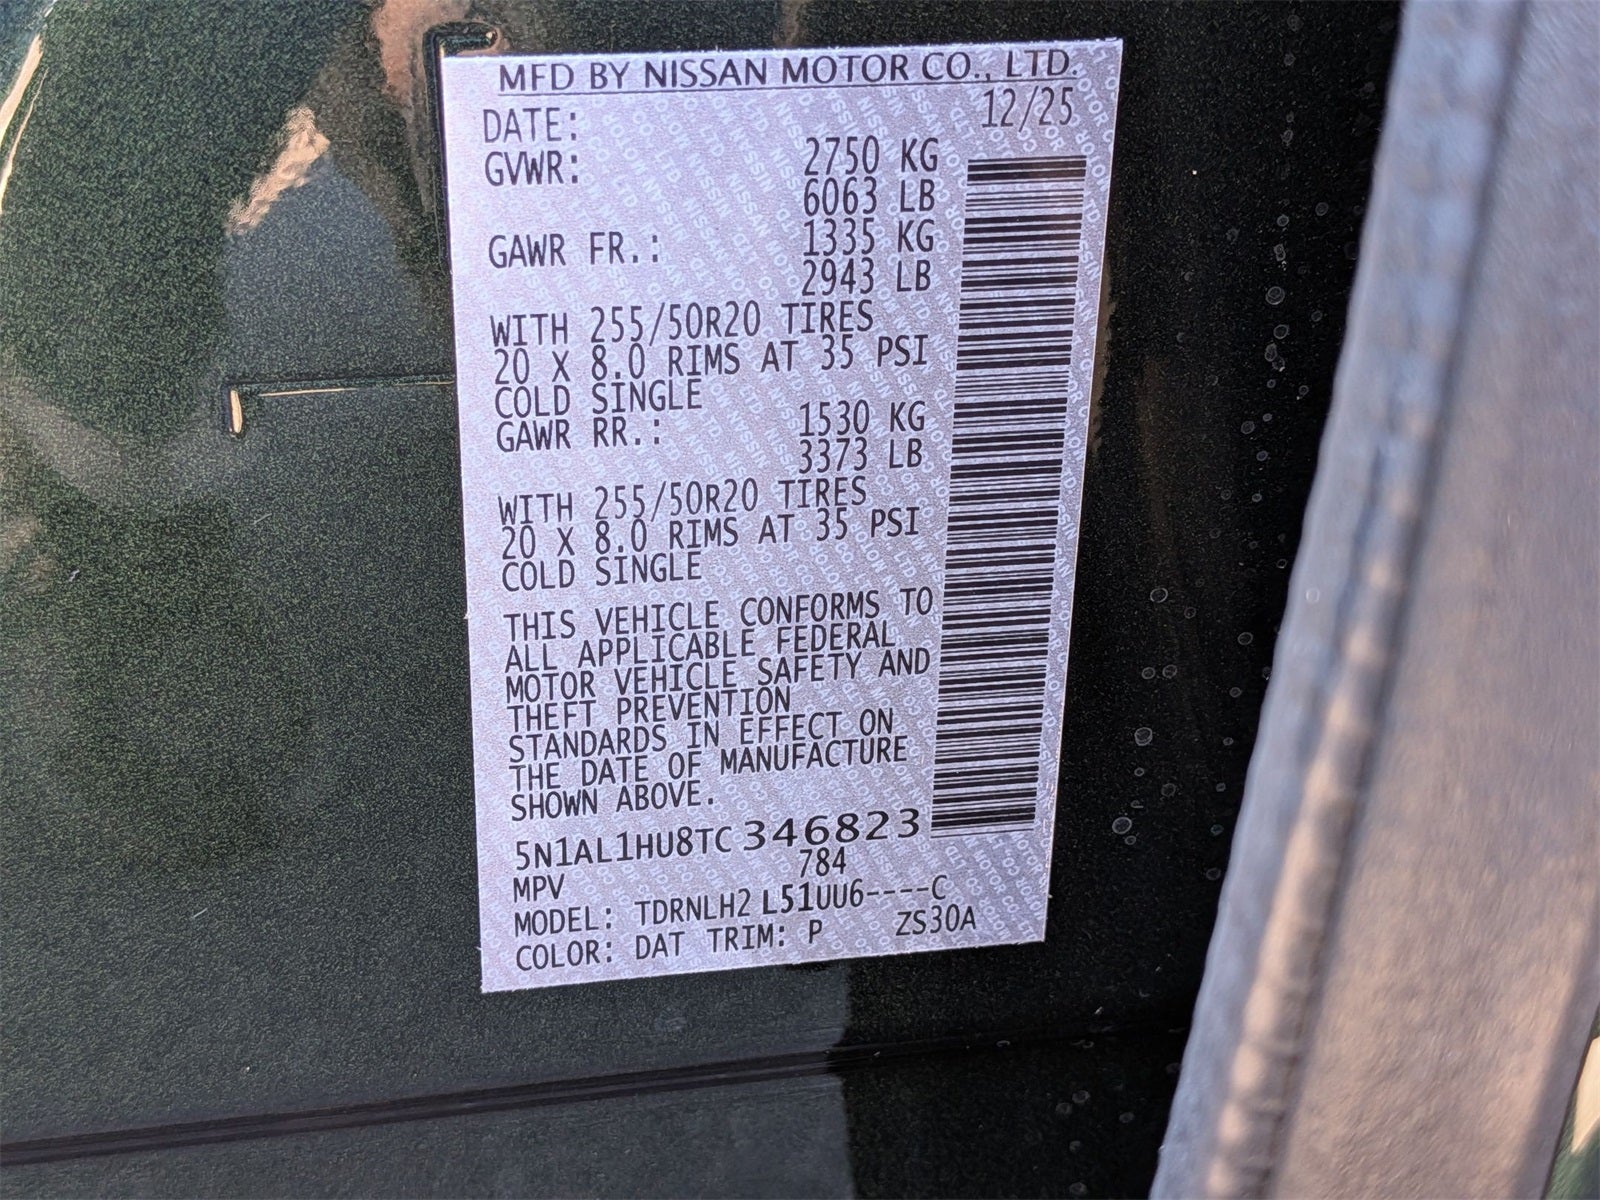 MFD BY NISSAN MOTOR CO., LTD.
DATE: 12/25
GVWR: 2750 KG
6063 LB
GAWR FR.: 1335 KG
2943 LB
WITH 255/50R20 TIRES
20 X 8.0 RIMS AT 35 PSI
COLD SINGLE
GAWR RR.: 1530 KG
3373 LB
WITH 255/50R20 TIRES
20 X 8.0 RIMS AT 35 PSI
COLD SINGLE
THIS VEHICLE CONFORMS TO
ALL APPLICABLE FEDERAL
MOTOR VEHICLE SAFETY AND
THEFT PREVENTION
STANDARDS IN EFFECT ON
THE DATE OF MANUFACTURE
SHOWN ABOVE.
5N1AL1HU8TC 346823
MPV 784
MODEL: TDRNLH2 L51UU6----C
COLOR: DAT TRIM: P ZS30A